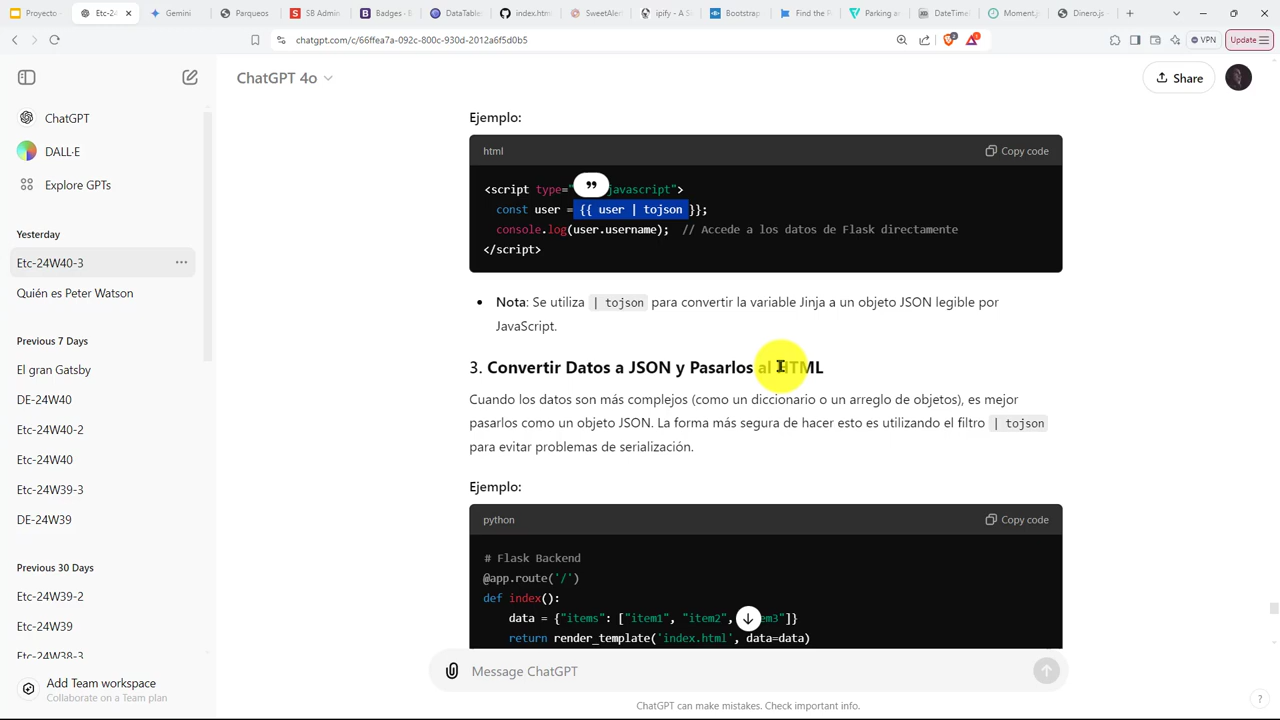 Proyecto
Etc-24
Gemini
Parqueos
SB Admin
Badges - B
DataTable
index.htm
SweetAler
ipify - A S
Bootstrap
Find the P
Parking ar
DateTime
Moment.j
Dinero.js -
chatgpt.com/c/66ffea7a-092c-800c-930d-2012a6f5d0b5
VPN
Update
ChatGPT 4o
Share
ChatGPT
DALL·E
Explore GPTs
Yesterday
Etc-24W40-3
Quién es Peter Watson
Previous 7 Days
El gran Gatsby
DE-24W40
Etc-24W40-2
Etc-24W40
Etc-24W39-3
DE-24W39
Previous 30 Days
Etc-24W39-2
Etc-24W39
Etc-24W38-3
Add Team workspace
Collaborate on a Team plan
Ejemplo:
html
Copy code
<script type=" javascript">
const user = {{ user | tojson }};
console.log(user.username);  // Accede a los datos de Flask directamente
</script>
Nota: Se utiliza | tojson para convertir la variable Jinja a un objeto JSON legible por
JavaScript.
3. Convertir Datos a JSON y Pasarlos al HTML
Cuando los datos son más complejos (como un diccionario o un arreglo de objetos), es mejor
pasarlos como un objeto JSON. La forma más segura de hacer esto es utilizando el filtro | tojson
para evitar problemas de serialización.
Ejemplo:
python
Copy code
# Flask Backend
@app.route('/')
def index():
data = {"items": ["item1", "item2", em3"]}
return render_template('index.html', data=data)
Message ChatGPT
ChatGPT can make mistakes. Check important info.
?